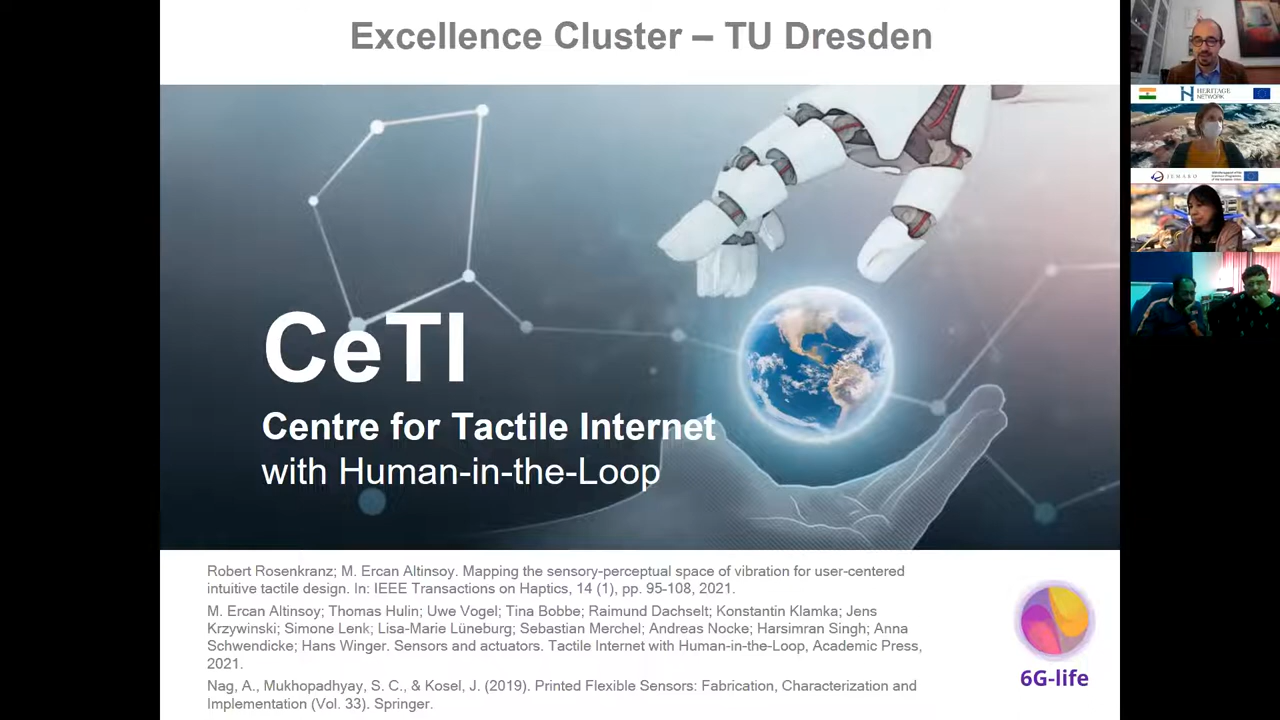 Excellence Cluster – TU Dresden
CeTI
Centre for Tactile Internet
with Human-in-the-Loop
Robert Rosenkranz; M. Ercan Altinsoy. Mapping the sensory-perceptual space of vibration for user-centered
intuitive tactile design. In: IEEE Transactions on Haptics, 14 (1), pp. 95-108, 2021.
M. Ercan Altinsoy; Thomas Hulin; Uwe Vogel; Tina Bobbe; Raimund Dachselt; Konstantin Klamka; Jens
Krzywinski; Simone Lenk; Lisa-Marie Lüneburg; Sebastian Merchel; Andreas Nocke; Harsimran Singh; Anna
Schwendicke; Hans Winger. Sensors and actuators. Tactile Internet with Human-in-the-Loop, Academic Press,
2021.
Nag, A., Mukhopadhyay, S. C., & Kosel, J. (2019). Printed Flexible Sensors: Fabrication, Characterization and
Implementation (Vol. 33). Springer.
6G-life
HERITAGE
NETWORK
JEMARO